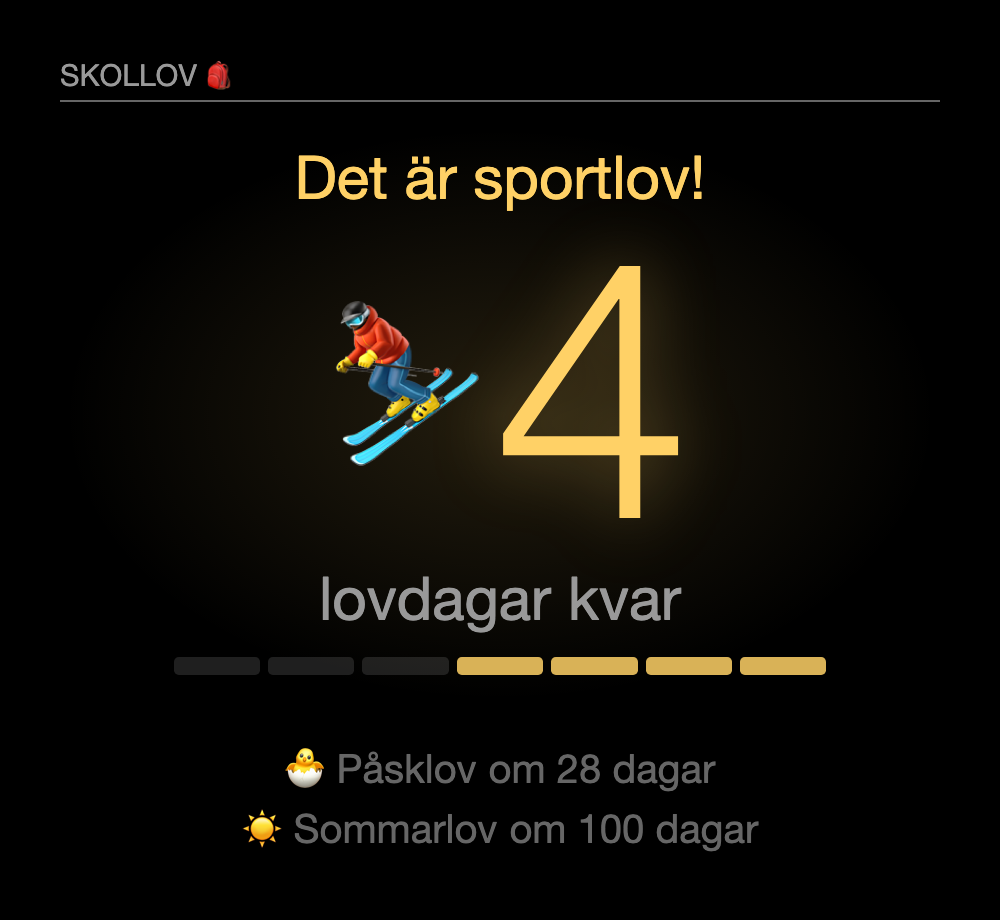 SKOLLOV 🎒
Det är sportlov!
⛷️ 4
lovdagar kvar
🐣 Påsklov om 28 dagar
☀️ Sommarlov om 100 dagar